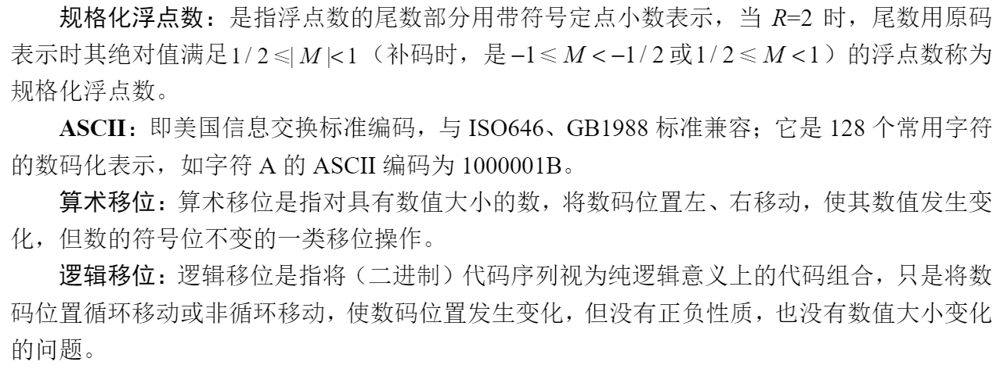 规格化浮点数：是指浮点数的尾数部分用带符号定点小数表示，当 R=2 时，尾数用原码
表示时其绝对值满足1/2≤|M|<1（补码时，是−1≤M<−1/2或1/2≤M<1）的浮点数称为
规格化浮点数。
ASCII：即美国信息交换标准编码，与 ISO646、GB1988 标准兼容；它是 128 个常用字符
的数码化表示，如字符 A 的 ASCII 编码为 1000001B。
算术移位：算术移位是指对具有数值大小的数，将数码位置左、右移动，使其数值发生变
化，但数的符号位不变的一类移位操作。
逻辑移位：逻辑移位是指将（二进制）代码序列视为纯逻辑意义上的代码组合，只是将数
码位置循环移动或非循环移动，使数码位置发生变化，但没有正负性质，也没有数值大小变化
的问题。